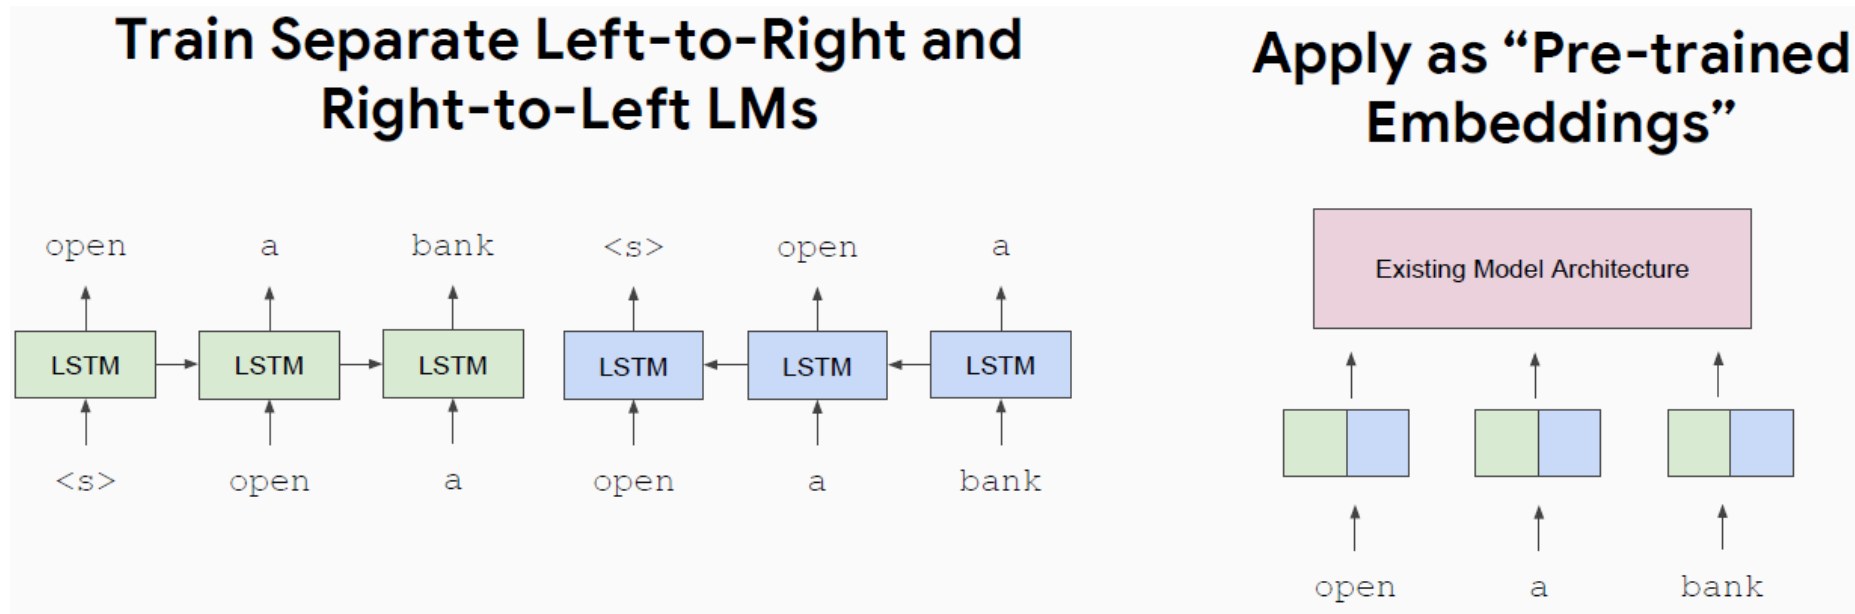 Train Separate Left-to-Right and
Right-to-Left LMs
open a bank <s> open a
LSTM LSTM LSTM LSTM LSTM LSTM
<s> open a open a bank
Apply as “Pre-trained
Embeddings”
Existing Model Architecture
open a bank